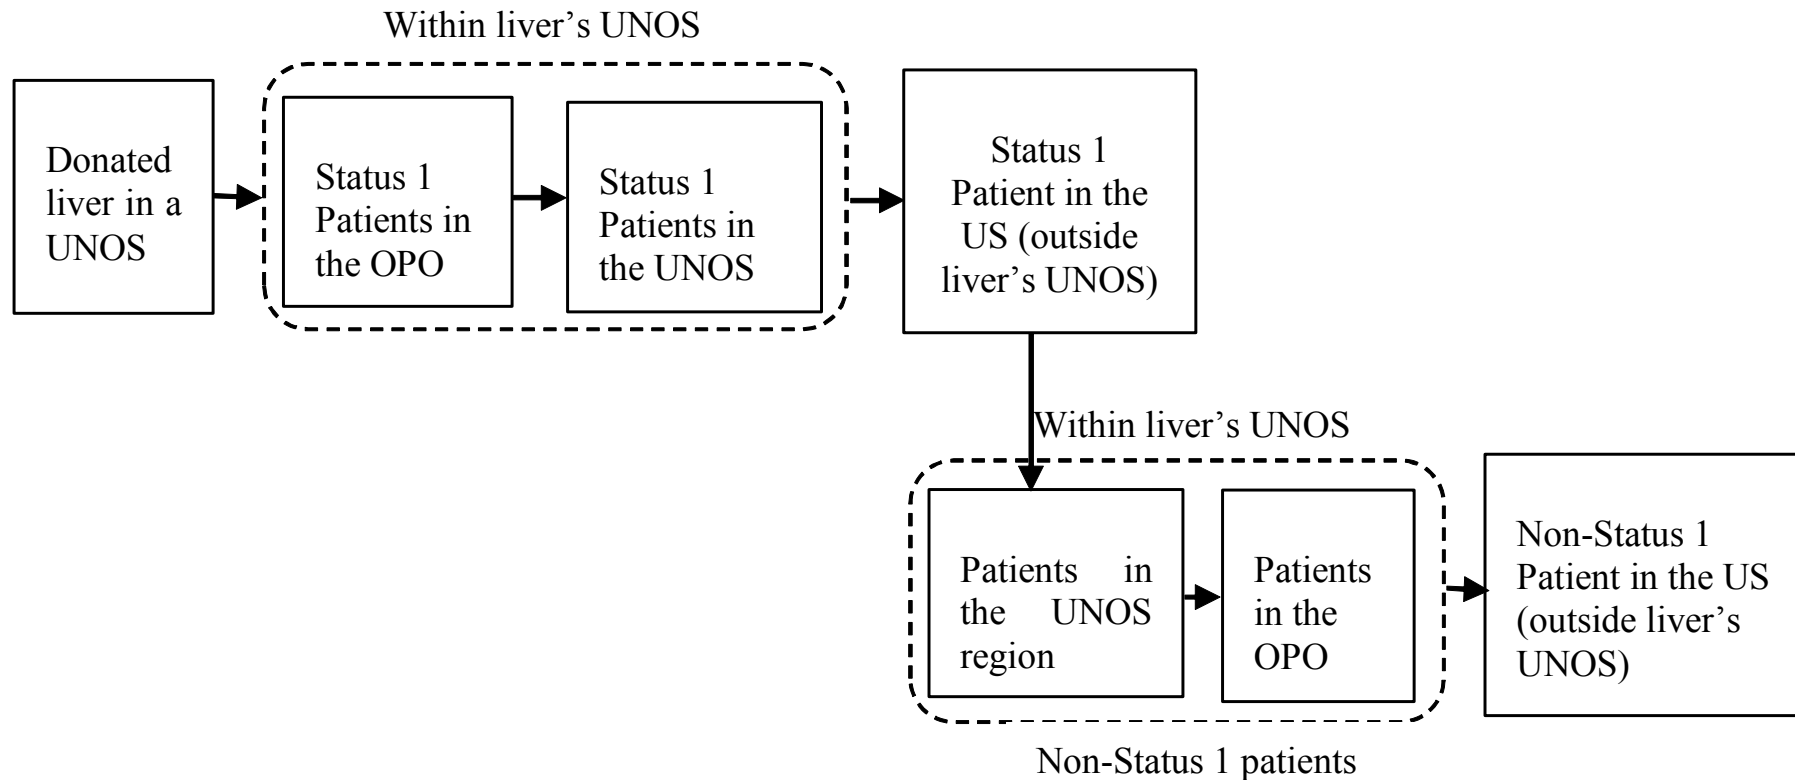 Within liver’s UNOS
Donated
liver in a
UNOS
Status 1
Patients in
the OPO
Status 1
Patients in
the UNOS
Status 1
Patient in the
US (outside
liver’s UNOS)
Within liver’s UNOS
Patients in
the UNOS
region
Patients
in the
OPO
Non-Status 1
Patient in the US
(outside liver’s
UNOS)
Non-Status 1 patients